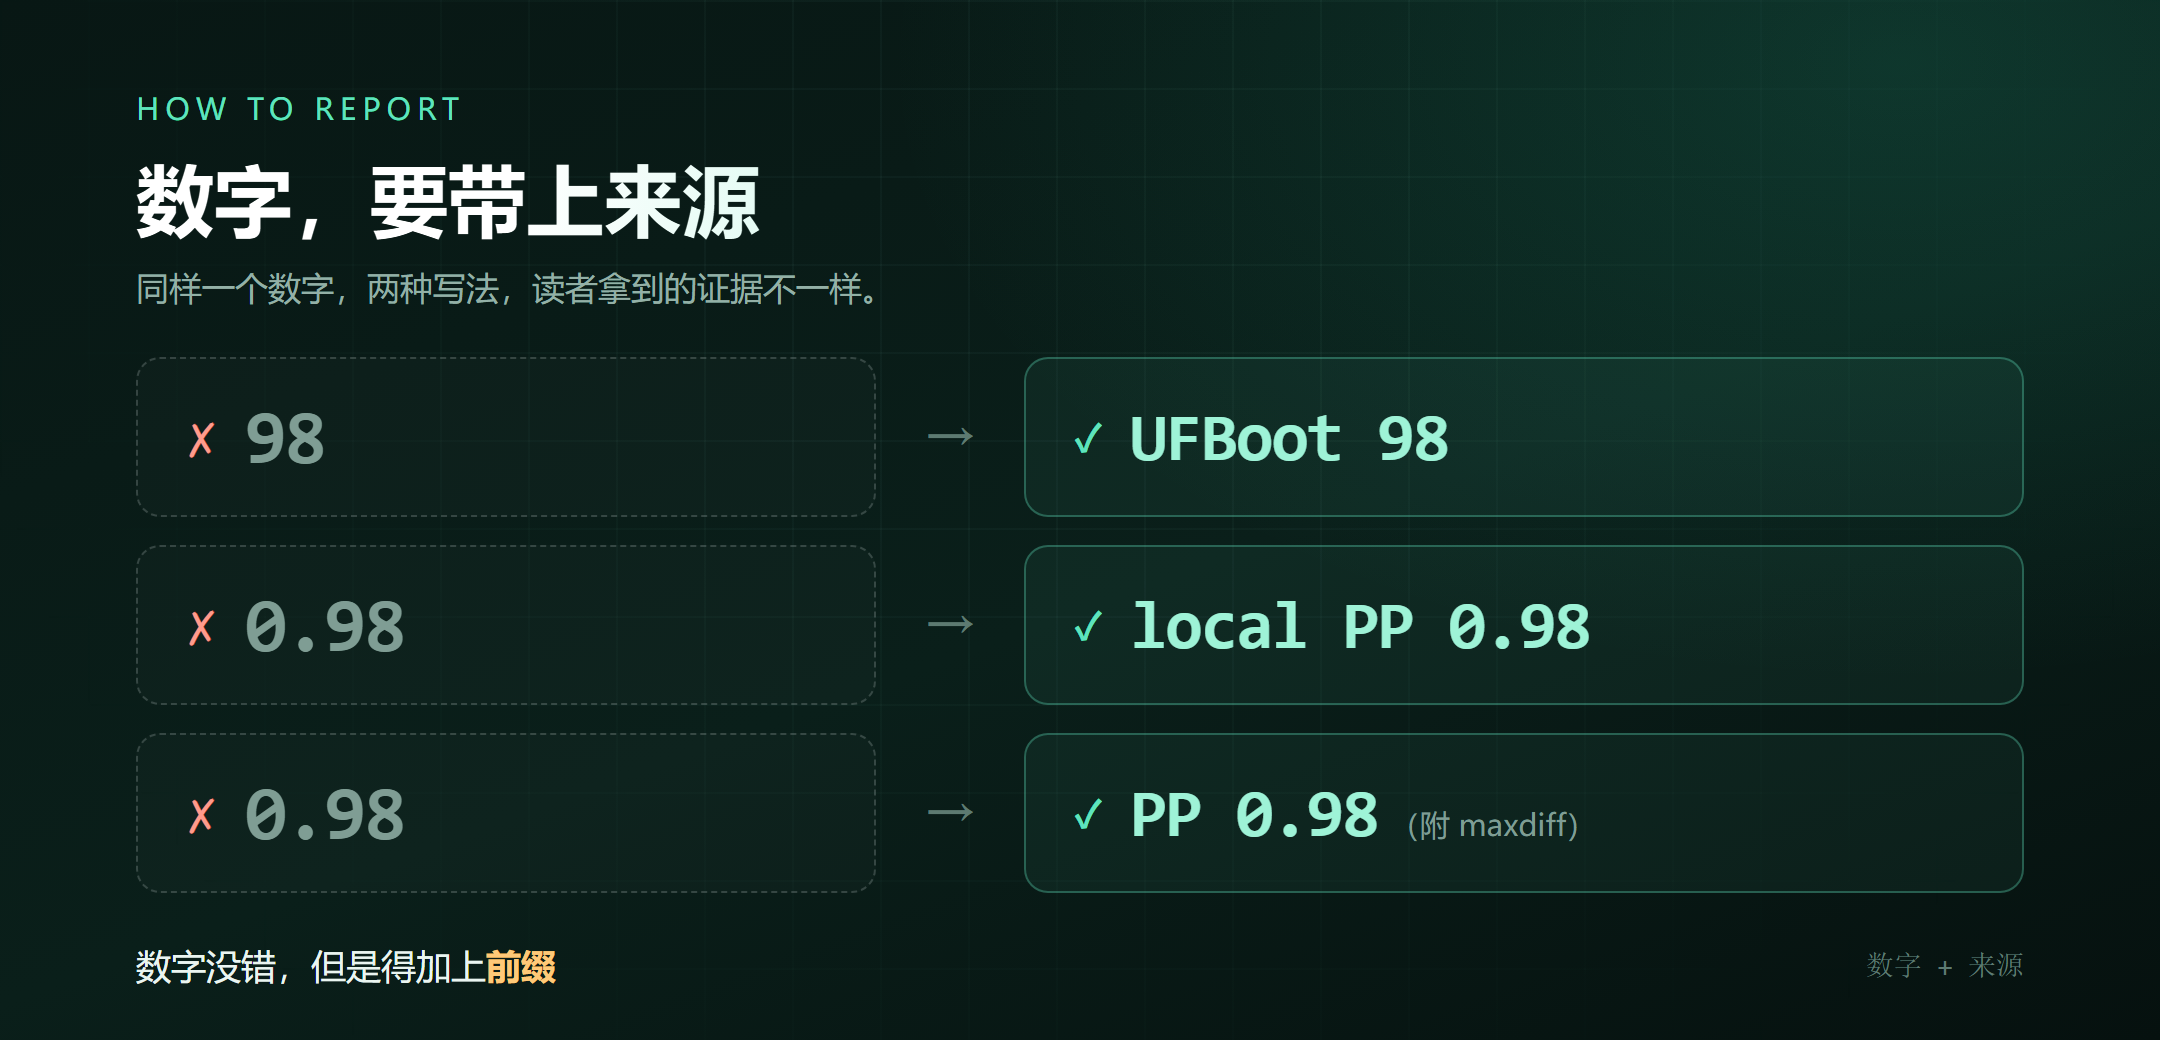 HOW TO REPORT
数字，要带上来源
同样一个数字，两种写法，读者拿到的证据不一样。
✗ 98 → ✓ UFBoot 98
✗ 0.98 → ✓ local PP 0.98
✗ 0.98 → ✓ PP 0.98 （附 maxdiff）
数字没错，但是得加上前缀
数字 + 来源